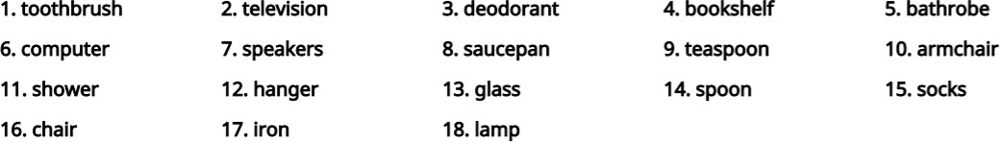 1. toothbrush 2. television 3. deodorant 4. bookshelf 5. bathrobe
6. computer 7. speakers 8. saucepan 9. teaspoon 10. armchair
11. shower 12. hanger 13. glass 14. spoon 15. socks
16. chair 17. iron 18. lamp